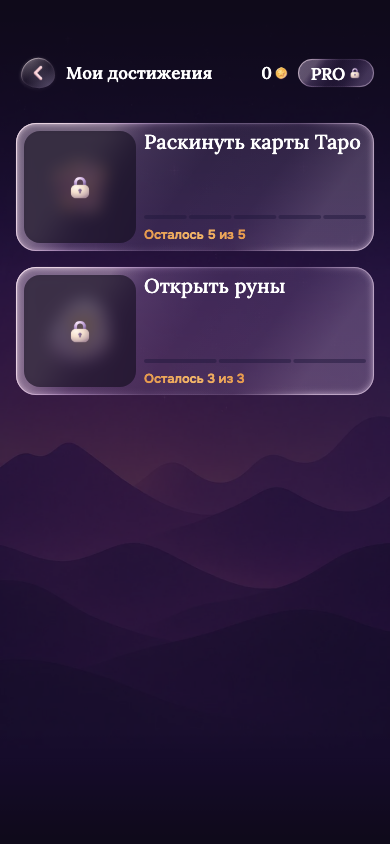 Мои достижения
0
PRO
Раскинуть карты Таро
Осталось 5 из 5
Открыть руны
Осталось 3 из 3